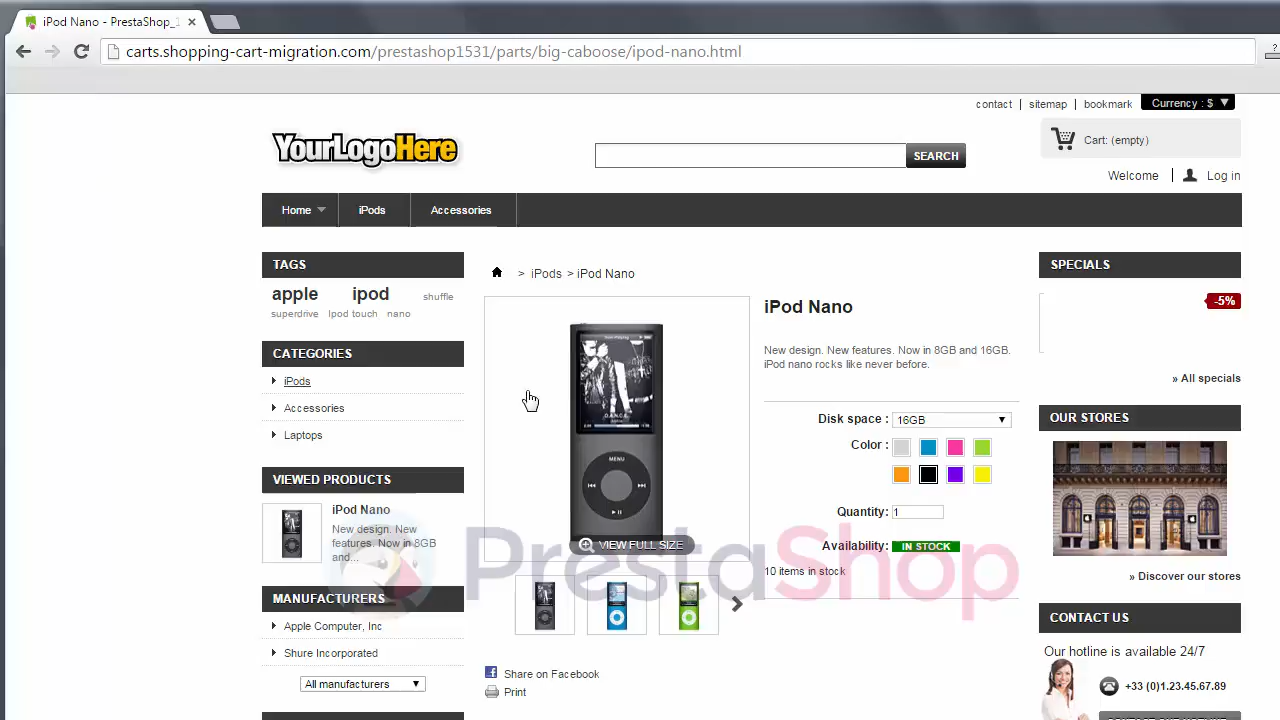 iPod Nano - PrestaShop_1
carts.shopping-cart-migration.com/prestashop1531/parts/big-caboose/ipod-nano.html
contact | sitemap | bookmark
Currency : $
YourLogoHere
SEARCH
Cart: (empty)
Welcome | Log in
Home
iPods
Accessories
TAGS
apple ipod shuffle
superdrive Ipod touch nano
CATEGORIES
iPods
Accessories
Laptops
VIEWED PRODUCTS
iPod Nano
New design. New
features. Now in 8GB
and...
MANUFACTURERS
Apple Computer, Inc
Shure Incorporated
All manufacturers
> iPods > iPod Nano
MENU
VIEW FULL SIZE
Share on Facebook
Print
iPod Nano
New design. New features. Now in 8GB and 16GB.
iPod nano rocks like never before.
Disk space : 16GB
Color :
Quantity: 1
Availability: IN STOCK
10 items in stock
PrestaShop
SPECIALS
-5%
» All specials
OUR STORES
» Discover our stores
CONTACT US
Our hotline is available 24/7
+33 (0)1.23.45.67.89